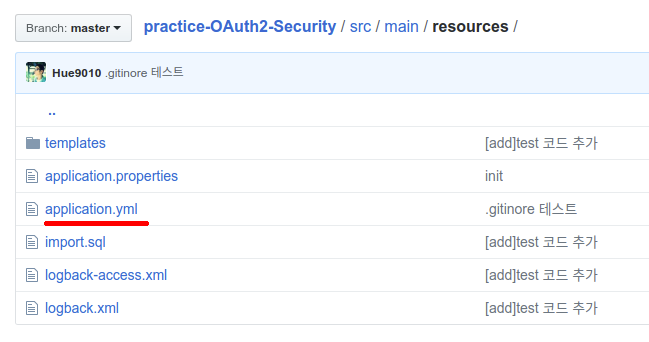 Branch: master practice-OAuth2-Security / src / main / resources /
Hue9010 .gitinore 테스트
..
templates [add]test 코드 추가
application.properties init
application.yml .gitinore 테스트
import.sql [add]test 코드 추가
logback-access.xml [add]test 코드 추가
logback.xml [add]test 코드 추가